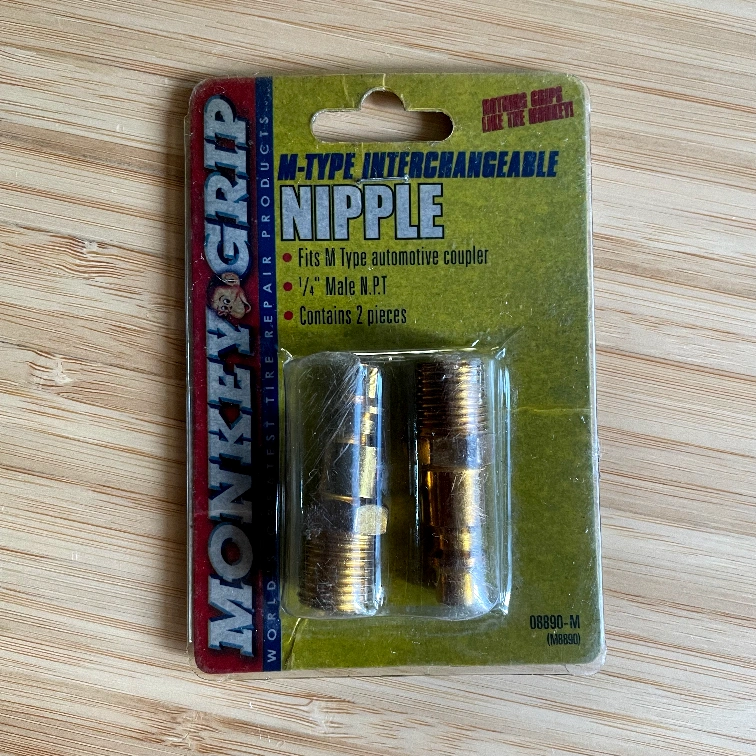 NOTHING GRIPS
LIKE THE MONKEY!
M-TYPE INTERCHANGEABLE
NIPPLE
• Fits M Type automotive coupler
• 1/4" Male N.P.T
• Contains 2 pieces
MONKEY GRIP
WORLD EST TIRE REPAIR PRODUCTS
08890-M
(M8890)